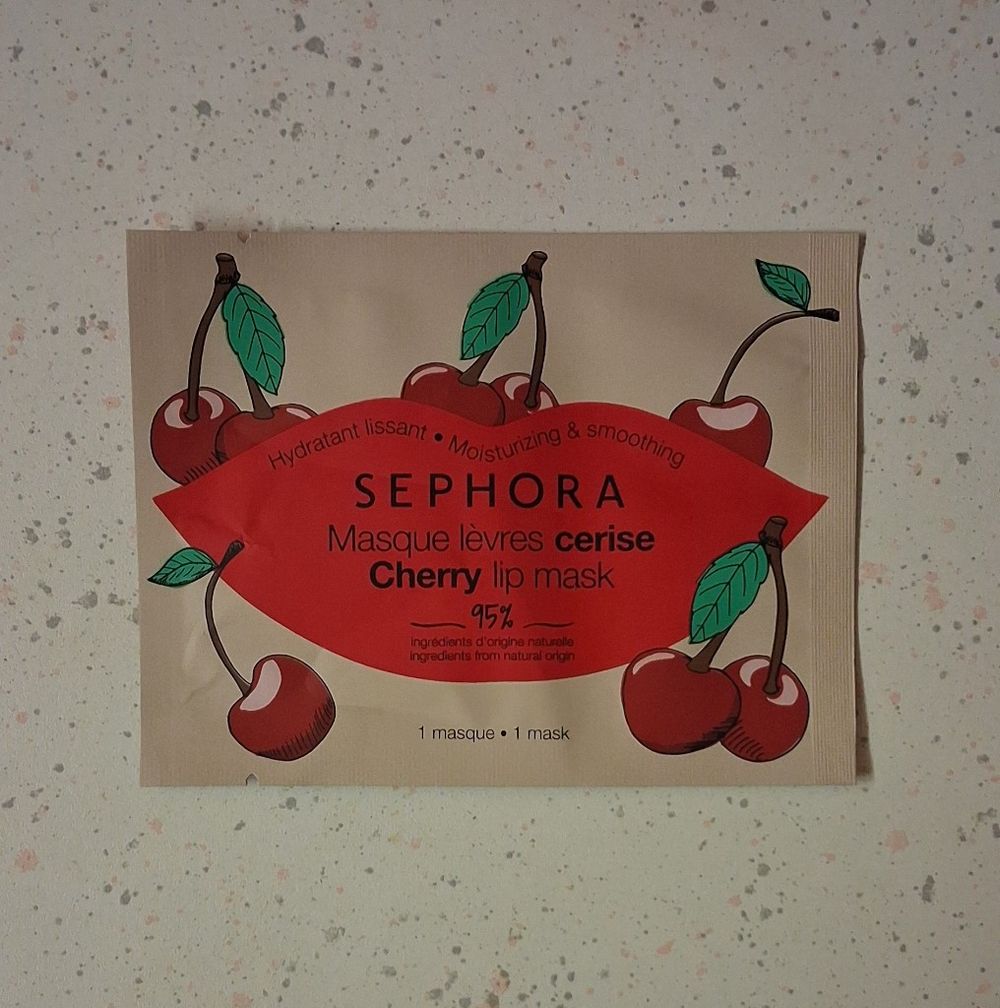 Hydratant lissant • Moisturizing & smoothing
SEPHORA
Masque lèvres cerise
Cherry lip mask
95%
ingrédients d'origine naturelle
ingredients from natural origin
1 masque • 1 mask